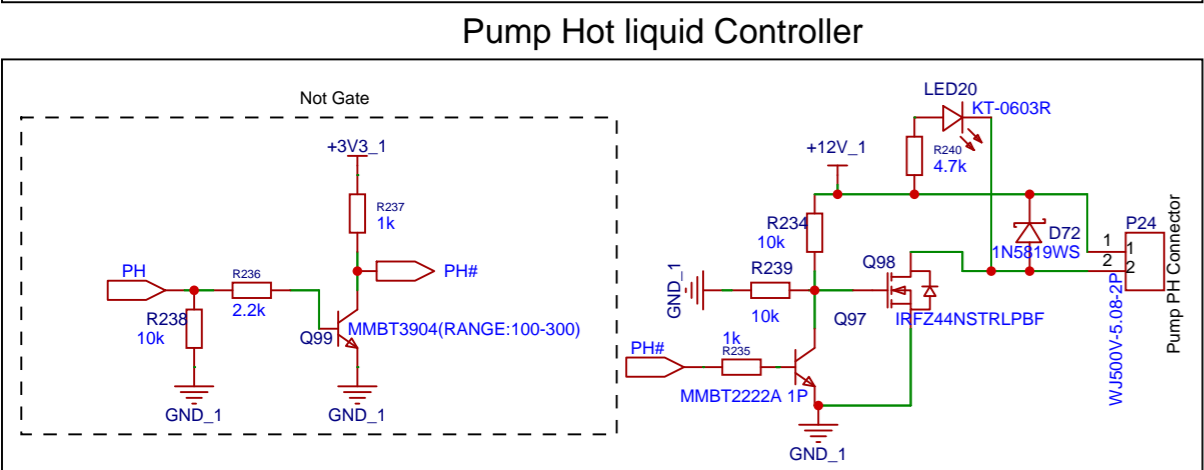 Pump Hot liquid Controller
Not Gate
+3V3_1
R237
1k
PH
R236
2.2k
PH#
R238
10k
Q99
MMBT3904(RANGE:100-300)
GND_1
GND_1
LED20
KT-0603R
R240
4.7k
+12V_1
R234
10k
D72
1N5819WS
P24
1
1
2
2
WJ500V-5.08-2P
Pump PH Connector
GND_1
R239
10k
Q98
IRFZ44NSTRLPBF
Q97
PH#
1k
R235
MMBT2222A 1P
GND_1